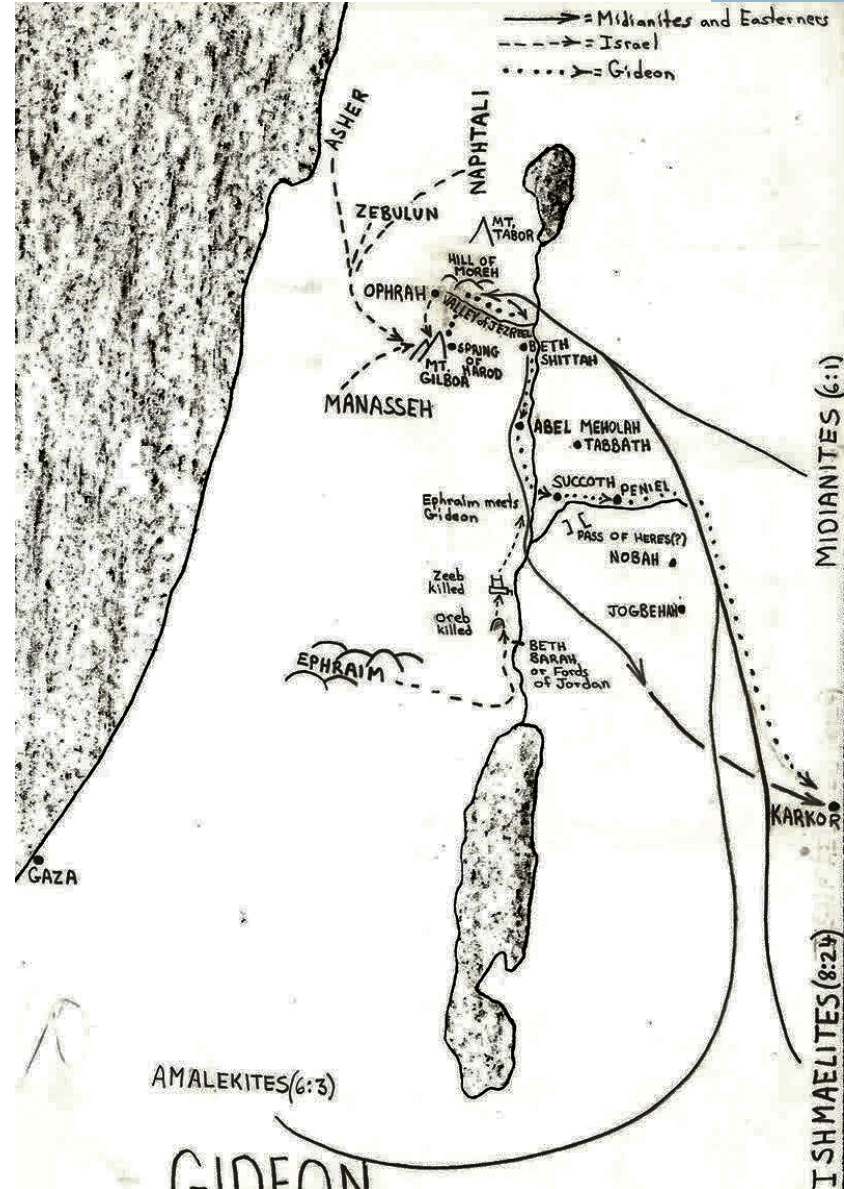 = Midianites and Easterners
= Israel
= Gideon
ASHER
NAPHTALI
ZEBULUN
MT.
TABOR
HILL OF
MOREH
OPHRAH
VALLEY of JEZREEL
SPRING
OF
HAROD
BETH
SHITTAH
MT.
GILBOA
MANASSEH
ABEL MEHOLAH
TABBATH
MIDIANITES (6:1)
SUCCOTH
PENIEL
Ephraim meets
Gideon
PASS OF HERES(?)
NOBAH
Zeeb
killed
JOGBEHAH
Oreb
killed
EPHRAIM
BETH
BARAH
or Fords
of Jordan
KARKOR
GAZA
ISHMAELITES (8:24)
AMALEKITES (6:3)
GIDEON